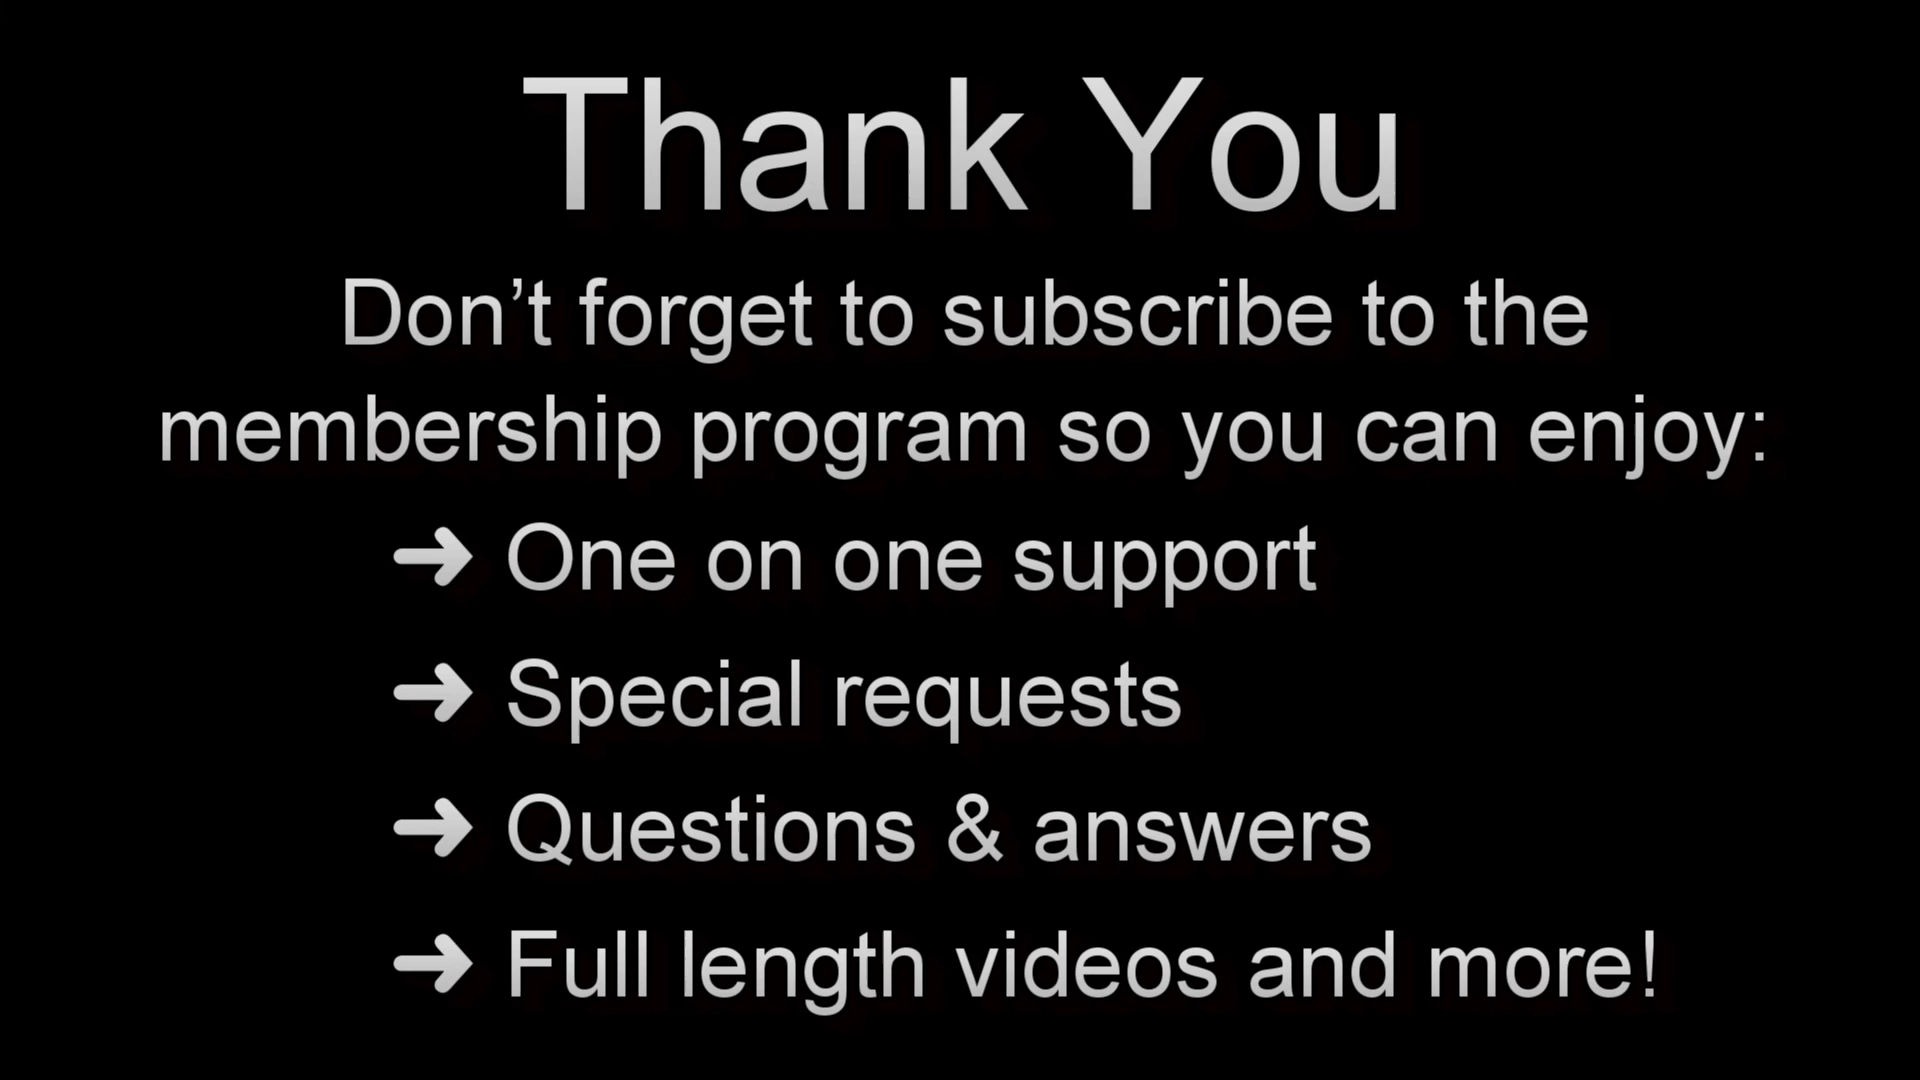 Thank You
Don’t forget to subscribe to the
membership program so you can enjoy:
➜ One on one support
➜ Special requests
➜ Questions & answers
➜ Full length videos and more!